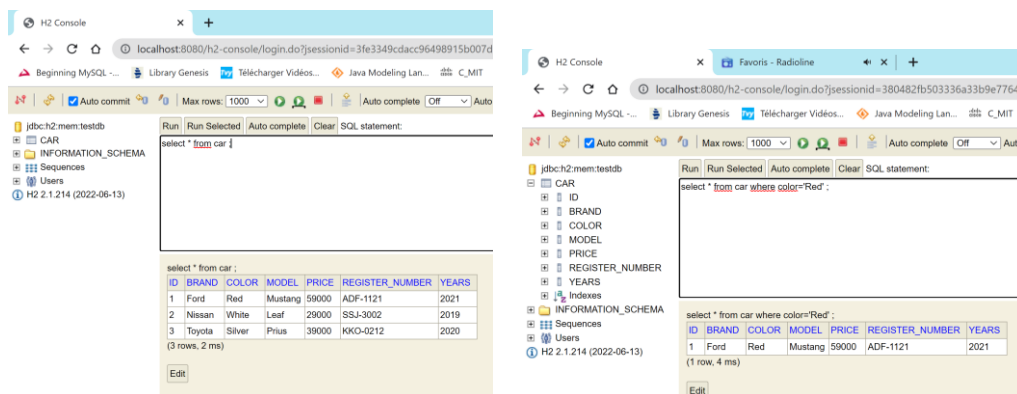 H2 Console
localhost:8080/h2-console/login.do?jsessionid=3fe3349cdacc96498915b007d
Beginning MySQL -... Library Genesis Télécharger Vidéos... Java Modeling Lan... C_MIT
Auto commit Max rows: 1000 Auto complete Off Auto
jdbc:h2:mem:testdb
CAR
INFORMATION_SCHEMA
Sequences
Users
H2 2.1.214 (2022-06-13)
Run Run Selected Auto complete Clear SQL statement:
select * from car ;
select * from car ;
ID BRAND COLOR MODEL PRICE REGISTER_NUMBER YEARS
1 Ford Red Mustang 59000 ADF-1121 2021
2 Nissan White Leaf 29000 SSJ-3002 2019
3 Toyota Silver Prius 39000 KKO-0212 2020
(3 rows, 2 ms)
Edit
H2 Console Favoris - Radioline
localhost:8080/h2-console/login.do?jsessionid=380482fb503336a33b9e7764
Beginning MySQL -... Library Genesis Télécharger Vidéos... Java Modeling Lan... C_MIT
Auto commit Max rows: 1000 Auto complete Off Aut
jdbc:h2:mem:testdb
CAR
ID
BRAND
COLOR
MODEL
PRICE
REGISTER_NUMBER
YEARS
Indexes
INFORMATION_SCHEMA
Sequences
Users
H2 2.1.214 (2022-06-13)
Run Run Selected Auto complete Clear SQL statement:
select * from car where color='Red' ;
select * from car where color='Red' ;
ID BRAND COLOR MODEL PRICE REGISTER_NUMBER YEARS
1 Ford Red Mustang 59000 ADF-1121 2021
(1 row, 4 ms)
Edit